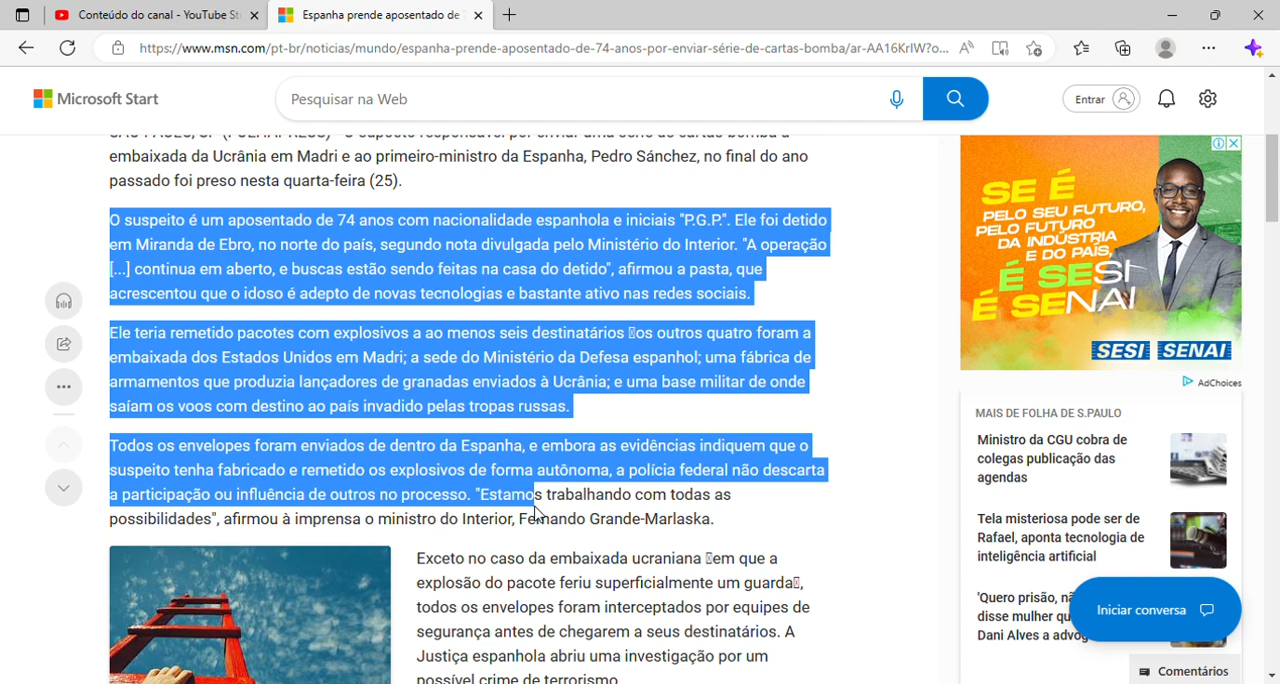 Conteúdo do canal - YouTube St
Espanha prende aposentado de 7
https://www.msn.com/pt-br/noticias/mundo/espanha-prende-aposentado-de-74-anos-por-enviar-série-de-cartas-bomba/ar-AA16KrIW?o...
Microsoft Start
Pesquisar na Web
Entrar
embaixada da Ucrânia em Madri e ao primeiro-ministro da Espanha, Pedro Sánchez, no final do ano
passado foi preso nesta quarta-feira (25).
O suspeito é um aposentado de 74 anos com nacionalidade espanhola e iniciais "P.G.P.". Ele foi detido
em Miranda de Ebro, no norte do país, segundo nota divulgada pelo Ministério do Interior. "A operação
[...] continua em aberto, e buscas estão sendo feitas na casa do detido", afirmou a pasta, que
acrescentou que o idoso é adepto de novas tecnologias e bastante ativo nas redes sociais.
Ele teria remetido pacotes com explosivos a ao menos seis destinatários os outros quatro foram a
embaixada dos Estados Unidos em Madri; a sede do Ministério da Defesa espanhol; uma fábrica de
armamentos que produzia lançadores de granadas enviados à Ucrânia; e uma base militar de onde
saíam os voos com destino ao país invadido pelas tropas russas.
Todos os envelopes foram enviados de dentro da Espanha, e embora as evidências indiquem que o
suspeito tenha fabricado e remetido os explosivos de forma autônoma, a polícia federal não descarta
a participação ou influência de outros no processo. "Estamos trabalhando com todas as
possibilidades", afirmou à imprensa o ministro do Interior, Fernando Grande-Marlaska.
Exceto no caso da embaixada ucraniana em que a
explosão do pacote feriu superficialmente um guarda,
todos os envelopes foram interceptados por equipes de
segurança antes de chegarem a seus destinatários. A
Justiça espanhola abriu uma investigação por um
possível crime de terrorismo.
SE É
PELO SEU FUTURO,
PELO FUTURO
DA INDÚSTRIA
E DO PAÍS,
É SESI
É SENAI
SESI SENAI
AdChoices
MAIS DE FOLHA DE S.PAULO
Ministro da CGU cobra de
colegas publicação das
agendas
Tela misteriosa pode ser de
Rafael, aponta tecnologia de
inteligência artificial
'Quero prisão, nã
disse mulher qu
Dani Alves a advog
Iniciar conversa
Comentários